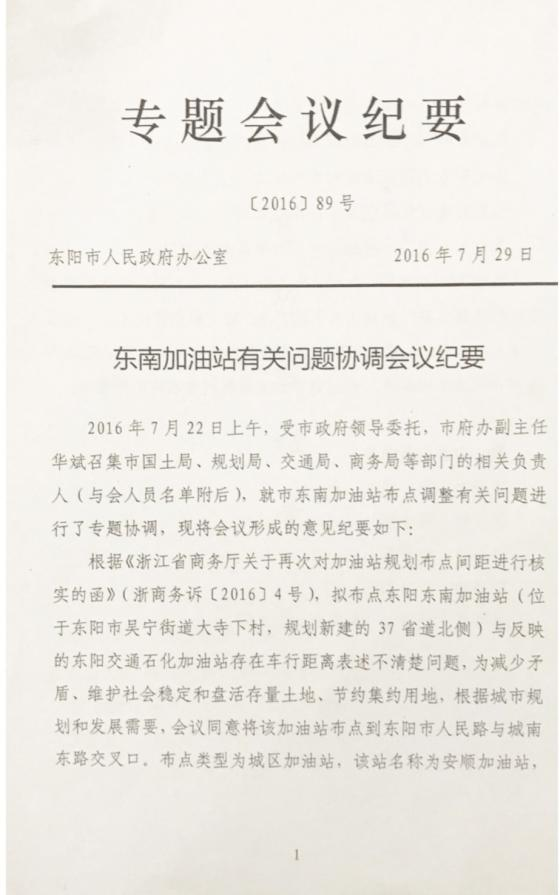 专题会议纪要
〔2016〕89号
东阳市人民政府办公室 2016年7月29日
东南加油站有关问题协调会议纪要
2016年7月22日上午，受市政府领导委托，市府办副主任
华斌召集市国土局、规划局、交通局、商务局等部门的相关负责
人（与会人员名单附后），就市东南加油站布点调整有关问题进
行了专题协调，现将会议形成的意见纪要如下：
根据《浙江省商务厅关于再次对加油站规划布点间距进行核
实的函》（浙商务诉〔2016〕4号），拟布点东阳东南加油站（位
于东阳市吴宁街道大寺下村，规划新建的37省道北侧）与反映
的东阳交通石化加油站存在车行距离表述不清楚问题，为减少矛
盾、维护社会稳定和盘活存量土地、节约集约用地，根据城市规
划和发展需要，会议同意将该加油站布点到东阳市人民路与城南
东路交叉口。布点类型为城区加油站，该站名称为安顺加油站，
1